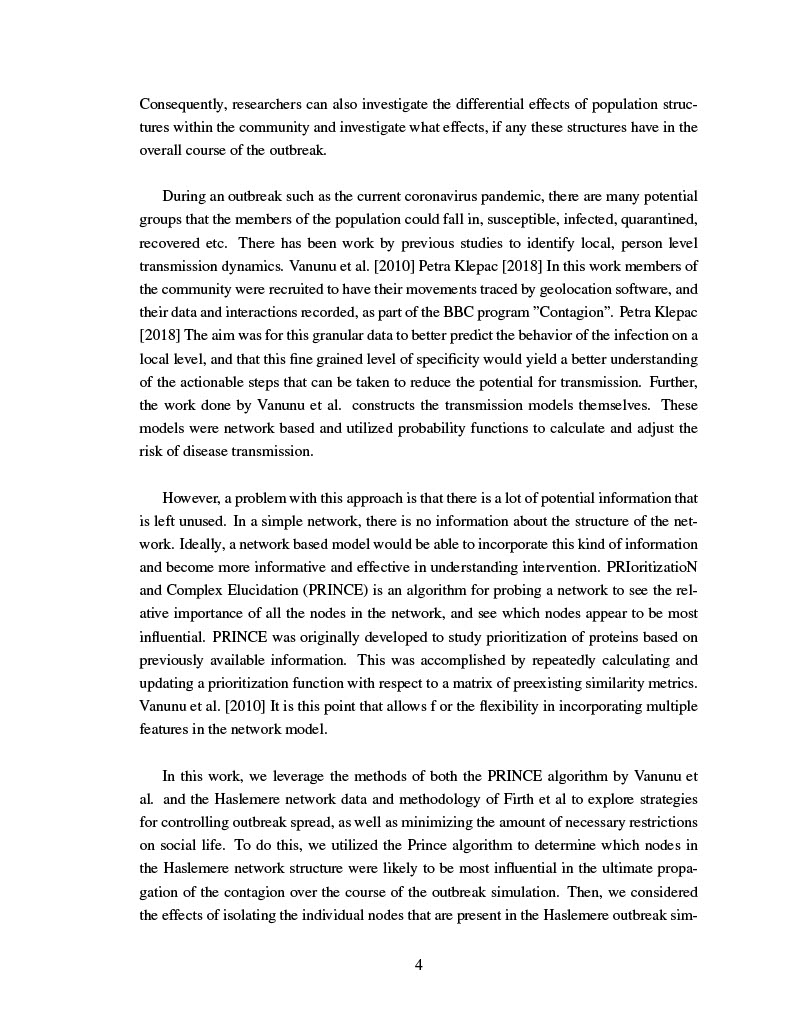 Consequently, researchers can also investigate the differential effects of population struc-
tures within the community and investigate what effects, if any these structures have in the
overall course of the outbreak.
During an outbreak such as the current coronavirus pandemic, there are many potential
groups that the members of the population could fall in, susceptible, infected, quarantined,
recovered etc. There has been work by previous studies to identify local, person level
transmission dynamics. Vanunu et al. [2010] Petra Klepac [2018] In this work members of
the community were recruited to have their movements traced by geolocation software, and
their data and interactions recorded, as part of the BBC program ”Contagion”. Petra Klepac
[2018] The aim was for this granular data to better predict the behavior of the infection on a
local level, and that this fine grained level of specificity would yield a better understanding
of the actionable steps that can be taken to reduce the potential for transmission. Further,
the work done by Vanunu et al. constructs the transmission models themselves. These
models were network based and utilized probability functions to calculate and adjust the
risk of disease transmission.
However, a problem with this approach is that there is a lot of potential information that
is left unused. In a simple network, there is no information about the structure of the net-
work. Ideally, a network based model would be able to incorporate this kind of information
and become more informative and effective in understanding intervention. PRIoritizatioN
and Complex Elucidation (PRINCE) is an algorithm for probing a network to see the rel-
ative importance of all the nodes in the network, and see which nodes appear to be most
influential. PRINCE was originally developed to study prioritization of proteins based on
previously available information. This was accomplished by repeatedly calculating and
updating a prioritization function with respect to a matrix of preexisting similarity metrics.
Vanunu et al. [2010] It is this point that allows f or the flexibility in incorporating multiple
features in the network model.
In this work, we leverage the methods of both the PRINCE algorithm by Vanunu et
al. and the Haslemere network data and methodology of Firth et al to explore strategies
for controlling outbreak spread, as well as minimizing the amount of necessary restrictions
on social life. To do this, we utilized the Prince algorithm to determine which nodes in
the Haslemere network structure were likely to be most influential in the ultimate propa-
gation of the contagion over the course of the outbreak simulation. Then, we considered
the effects of isolating the individual nodes that are present in the Haslemere outbreak sim-
4